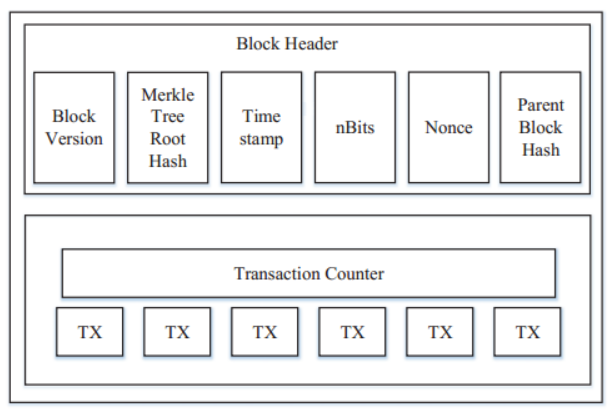 Block Header
Block
Version
Merkle
Tree
Root
Hash
Time
stamp
nBits
Nonce
Parent
Block
Hash
Transaction Counter
TX TX TX TX TX TX